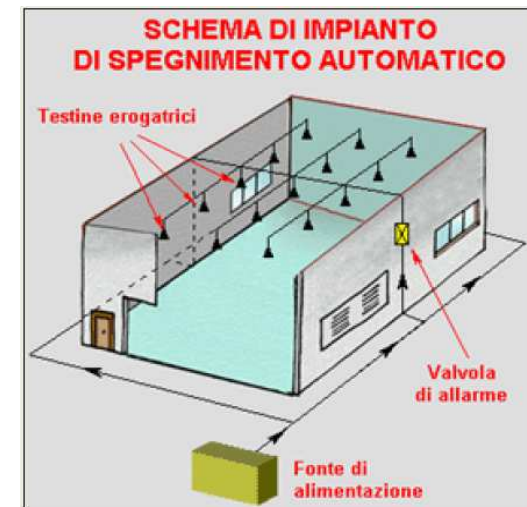 SCHEMA DI IMPIANTO
DI SPEGNIMENTO AUTOMATICO
Testine erogatrici
Valvola
di allarme
Fonte di
alimentazione